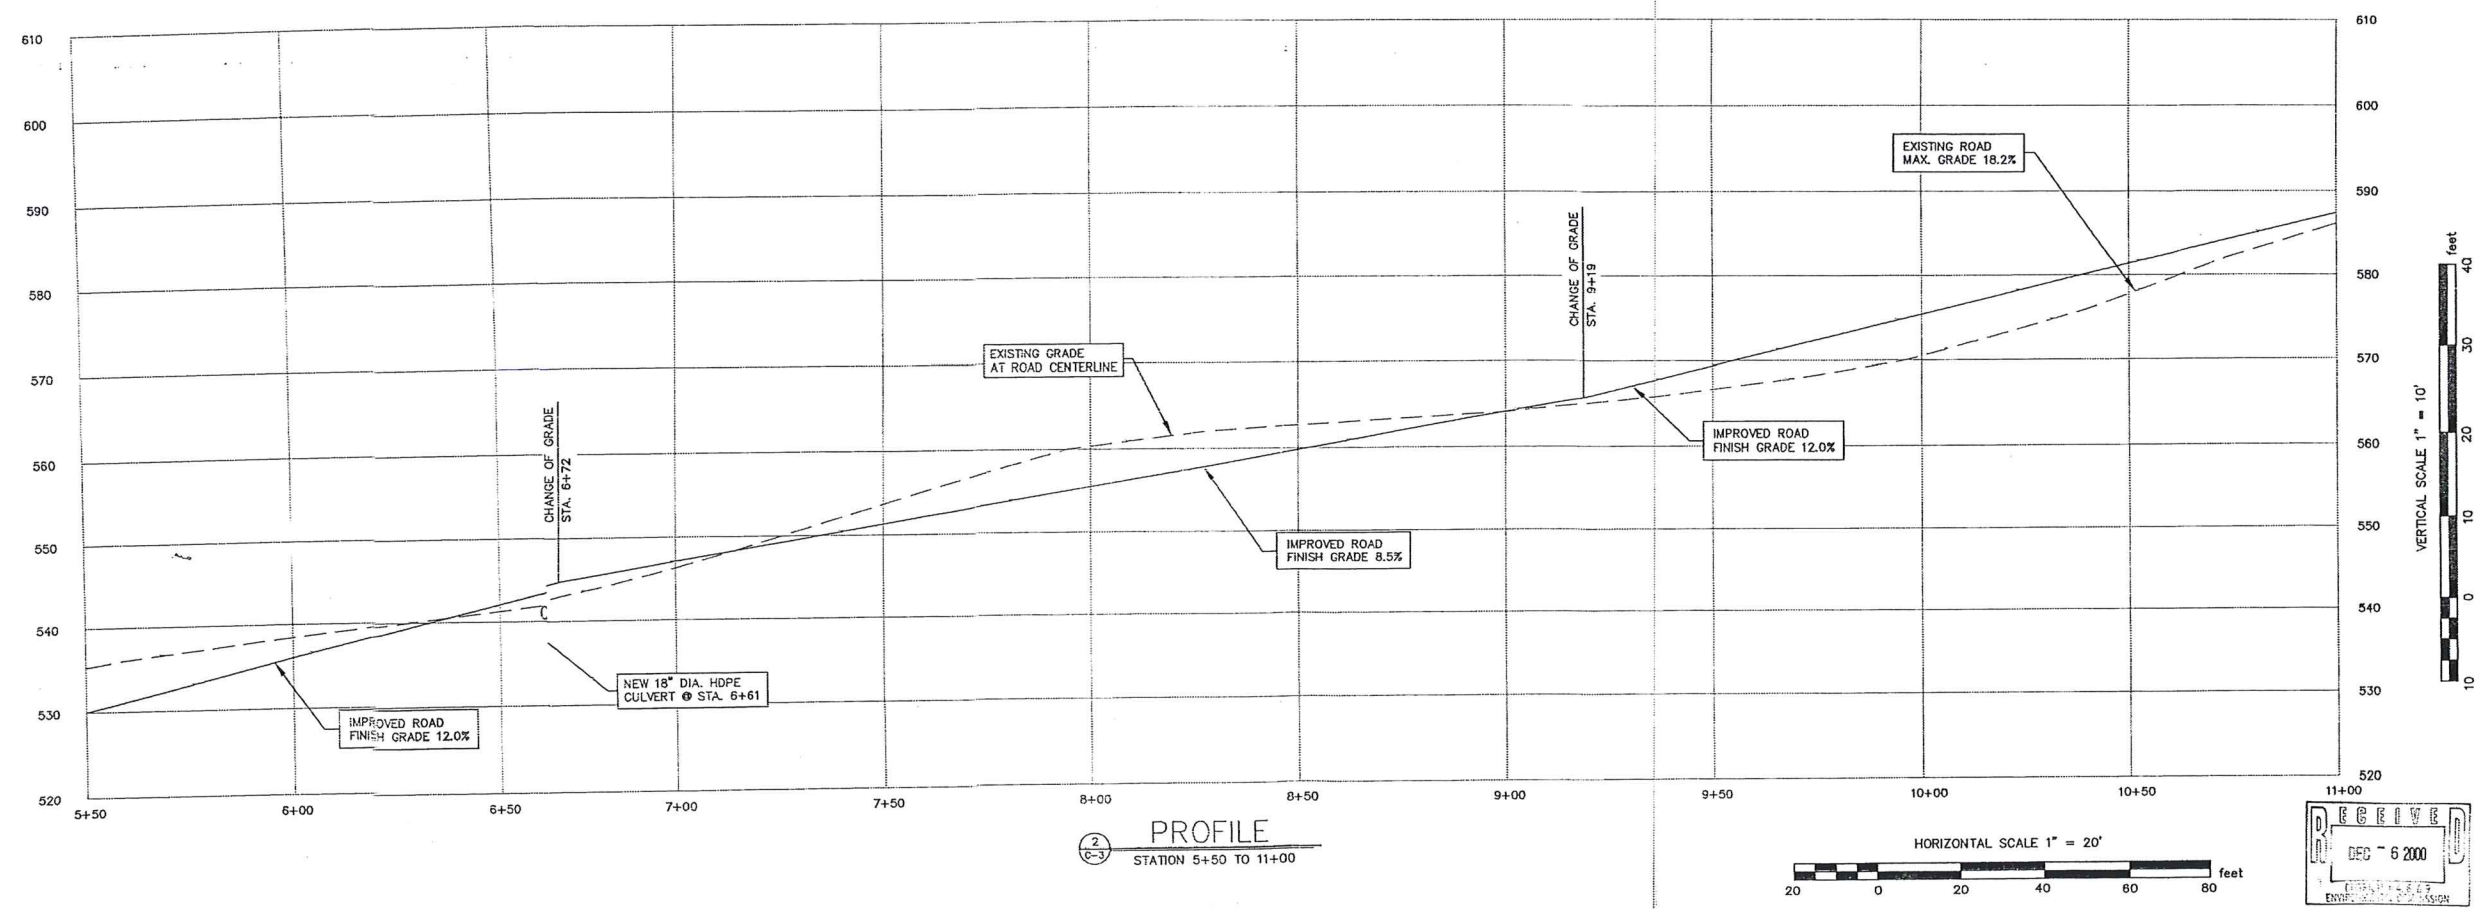 610
600
590
580
570
560
550
540
530
520
610
600
590
580
570
560
550
540
530
520
EXISTING ROAD
MAX. GRADE 18.2%
CHANGE OF GRADE
STA. 9+19
EXISTING GRADE
AT ROAD CENTERLINE
CHANGE OF GRADE
STA. 6+72
IMPROVED ROAD
FINISH GRADE 12.0%
IMPROVED ROAD
FINISH GRADE 8.5%
NEW 18" DIA. HDPE
CULVERT @ STA. 6+61
IMPROVED ROAD
FINISH GRADE 12.0%
5+50 6+00 6+50 7+00 7+50 8+00 8+50 9+00 9+50 10+00 10+50 11+00
VERTICAL SCALE 1" = 10'
feet
40
30
20
10
0
10
2
C-3
PROFILE
STATION 5+50 TO 11+00
HORIZONTAL SCALE 1" = 20'
20 0 20 40 60 80 feet
RECEIVED
DEC - 6 2000